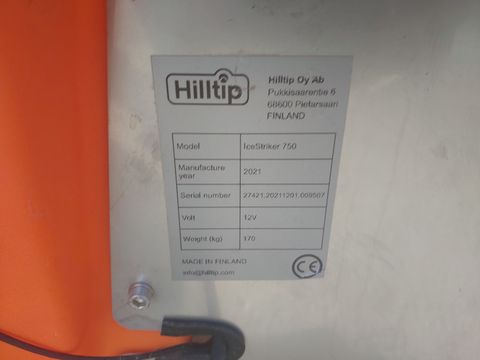 Hilltip
Hilltip Oy Ab
Pukkisaarentie 6
68600 Pietarsaari
FINLAND
Model IceStriker 750
Manufacture year 2021
Serial number 27421.20211201.009507
Volt 12V
Weight (kg) 170
MADE IN FINLAND
info@hilltip.com
CE